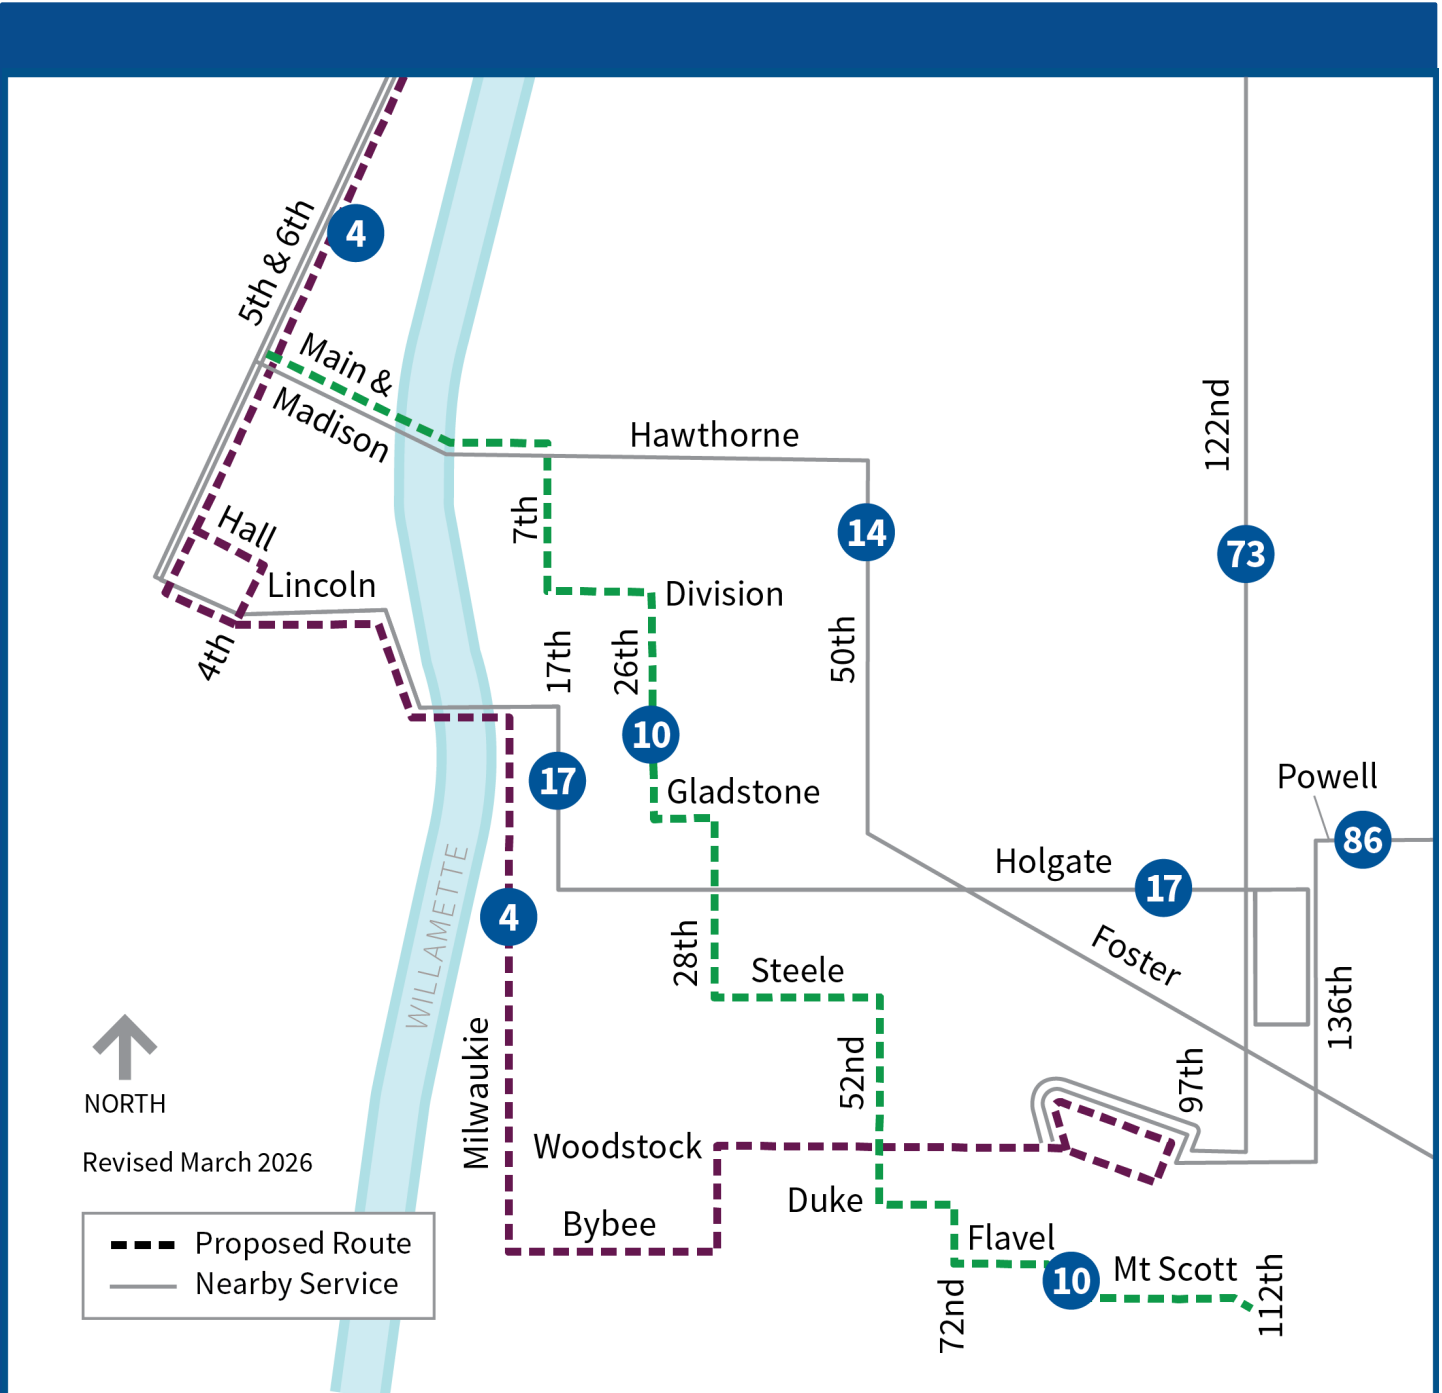 5th & 6th
4
Main &
Madison
Hawthorne
122nd
7th
14
73
Hall
Lincoln
Division
4th
17th
26th
50th
10
17
Gladstone
Powell
86
Holgate
17
4
WILLAMETTE
28th
Steele
Foster
136th
Milwaukie
52nd
97th
NORTH
Woodstock
Revised March 2026
Duke
Bybee
Flavel
10
Mt Scott
72nd
112th
Proposed Route
Nearby Service